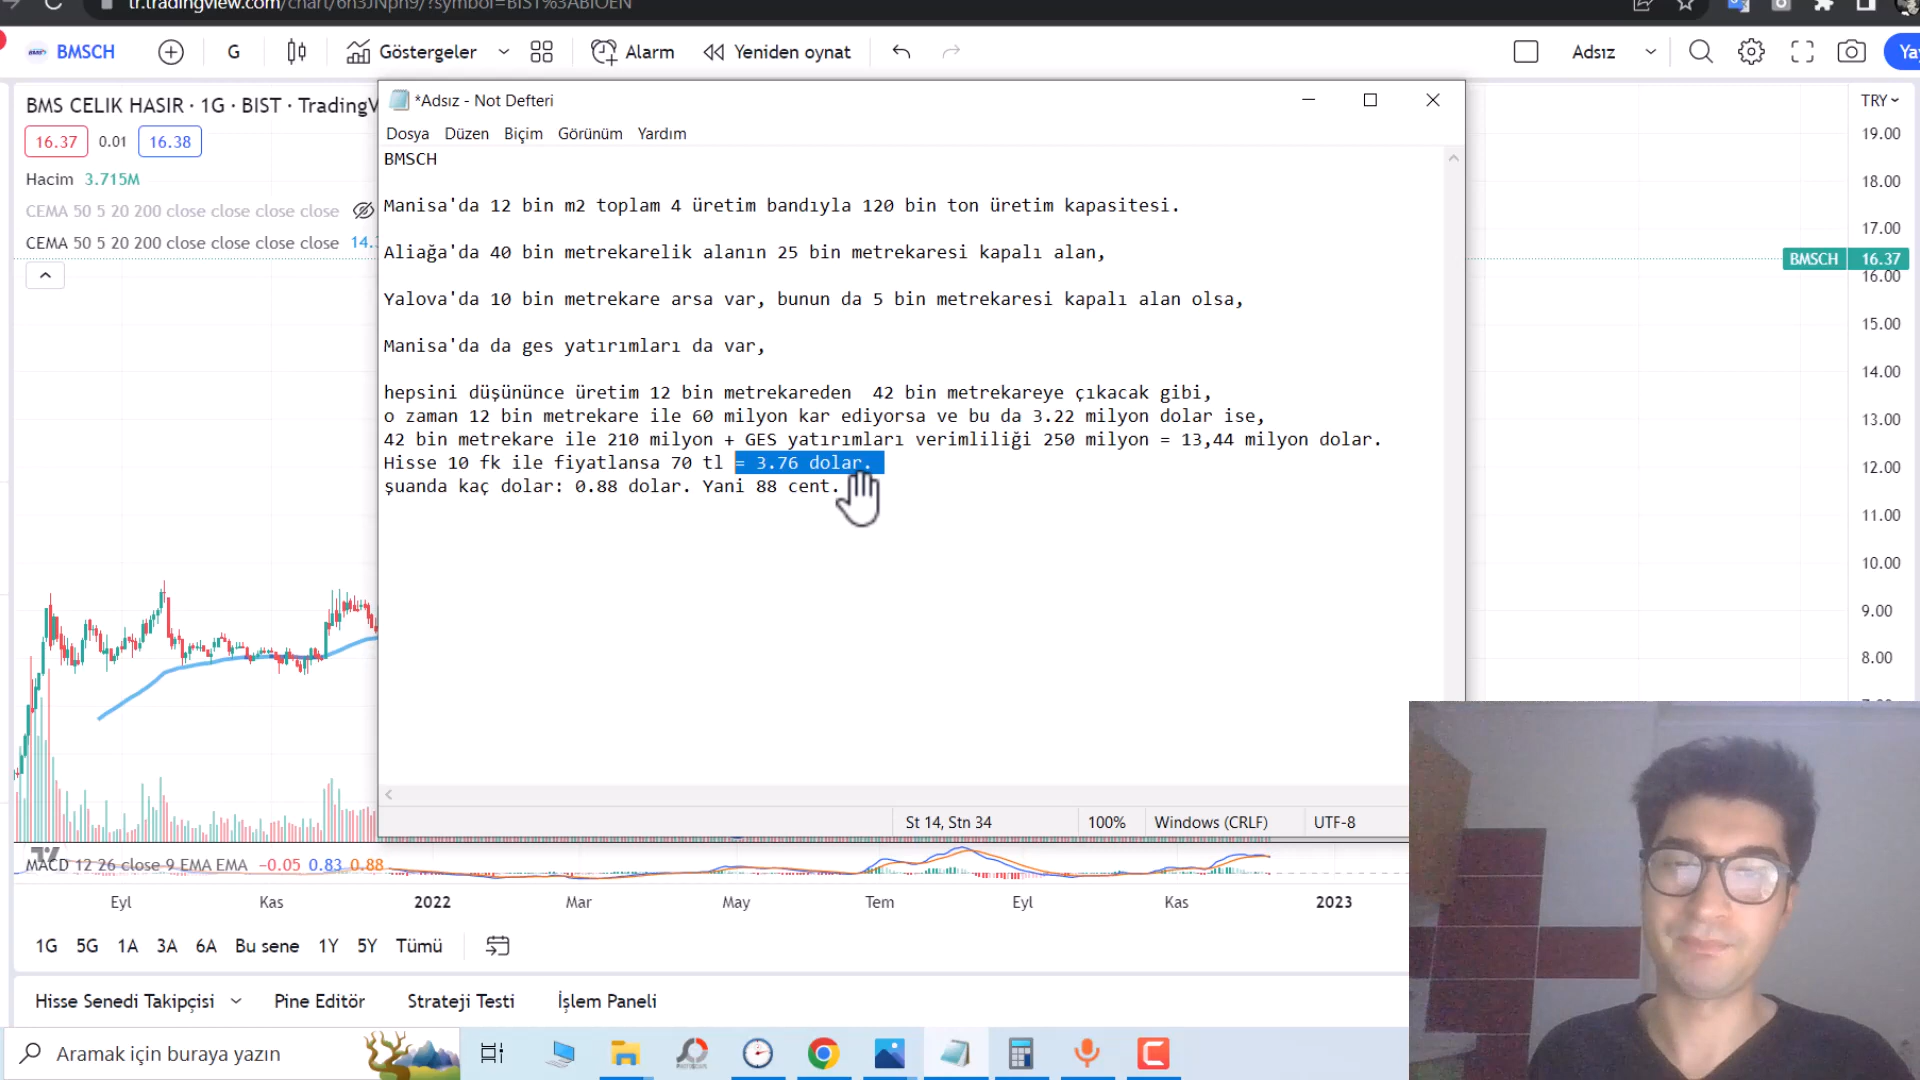 tr.tradingview.com/chart/6h3JNph9/?symbol=BIST%3ABIOEN
BMSCH
G
Göstergeler
Alarm
Yeniden oynat
Adsız
BMS CELIK HASIR · 1G · BIST · TradingV
TRY
16.37
0.01
16.38
Hacim 3.715M
CEMA 50 5 20 200 close close close close
CEMA 50 5 20 200 close close close close
*Adsız - Not Defteri
Dosya Düzen Biçim Görünüm Yardım
BMSCH
Manisa'da 12 bin m2 toplam 4 üretim bandıyla 120 bin ton üretim kapasitesi.
Aliağa'da 40 bin metrekarelik alanın 25 bin metrekaresi kapalı alan,
Yalova'da 10 bin metrekare arsa var, bunun da 5 bin metrekaresi kapalı alan olsa,
Manisa'da da ges yatırımları da var,
hepsini düşününce üretim 12 bin metrekareden 42 bin metrekareye çıkacak gibi,
o zaman 12 bin metrekare ile 60 milyon kar ediyorsa ve bu da 3.22 milyon dolar ise,
42 bin metrekare ile 210 milyon + GES yatırımları verimliliği 250 milyon = 13,44 milyon dolar.
Hisse 10 fk ile fiyatlansa 70 tl = 3.76 dolar.
şuanda kaç dolar: 0.88 dolar. Yani 88 cent.
St 14, Stn 34
100%
Windows (CRLF)
UTF-8
19.00
18.00
17.00
BMSCH 16.37
16.00
15.00
14.00
13.00
12.00
11.00
10.00
9.00
8.00
MACD 12 26 close 9 EMA EMA −0.05 0.83 0.88
Eyl Kas 2022 Mar May Tem Eyl Kas 2023
1G 5G 1A 3A 6A Bu sene 1Y 5Y Tümü
Hisse Senedi Takipçisi Pine Editör Strateji Testi İşlem Paneli
Aramak için buraya yazın